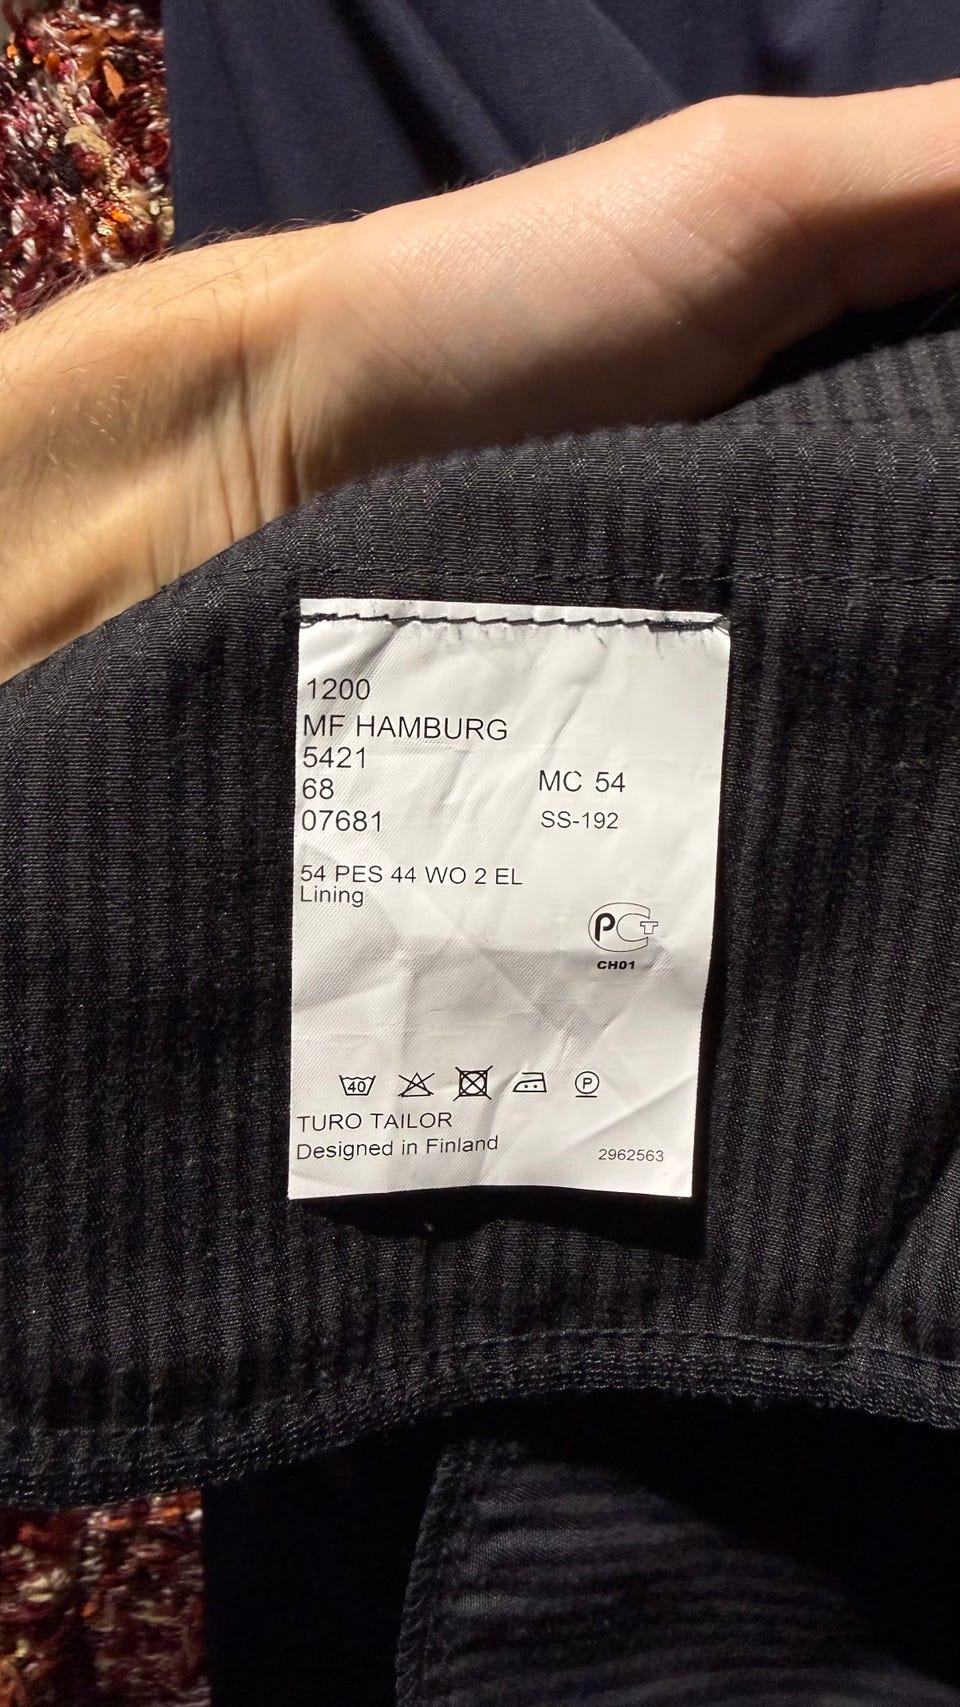 1200
MF HAMBURG
5421
68 MC 54
07681 SS-192
54 PES 44 WO 2 EL
Lining
PCT
CH01
40 P
TURO TAILOR
Designed in Finland
2962563